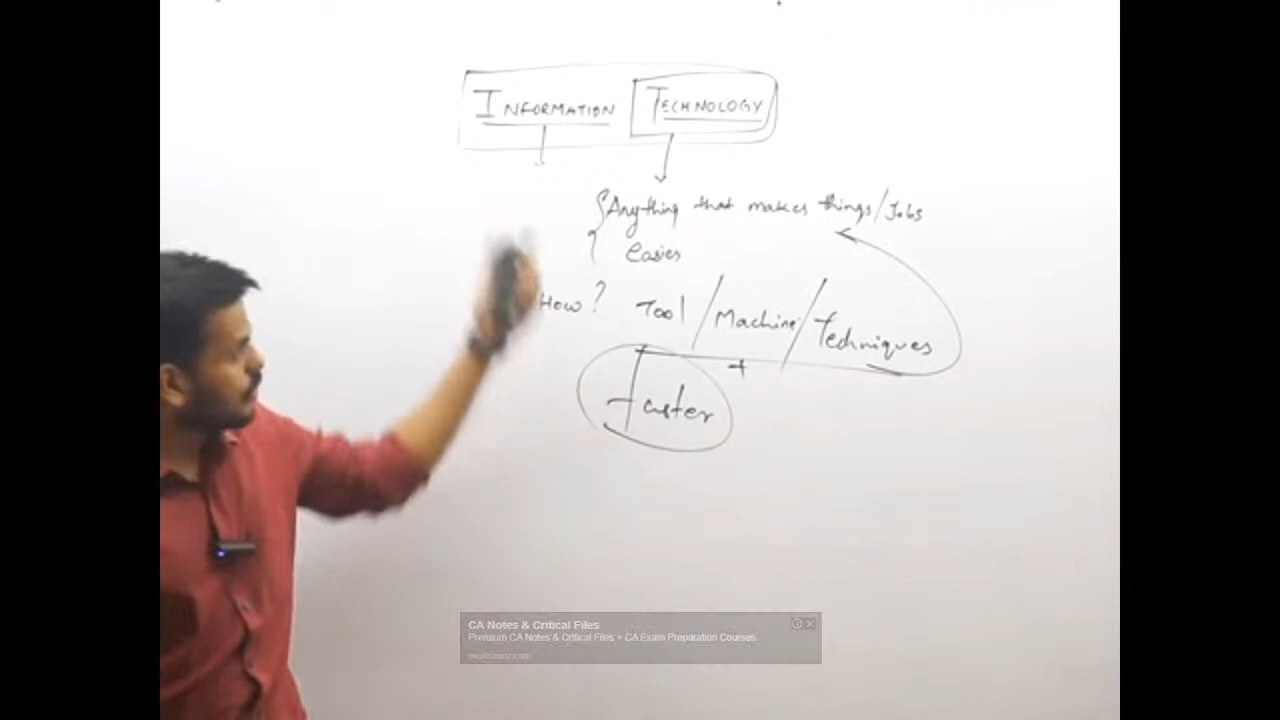 INFORMATION TECHNOLOGY
Anything that makes things/Jobs
Easies
How? Tool / Machine / Techniques
+
Faster
CA Notes & Critical Files
Premium CA Notes & Critical Files + CA Exam Preparation Courses.